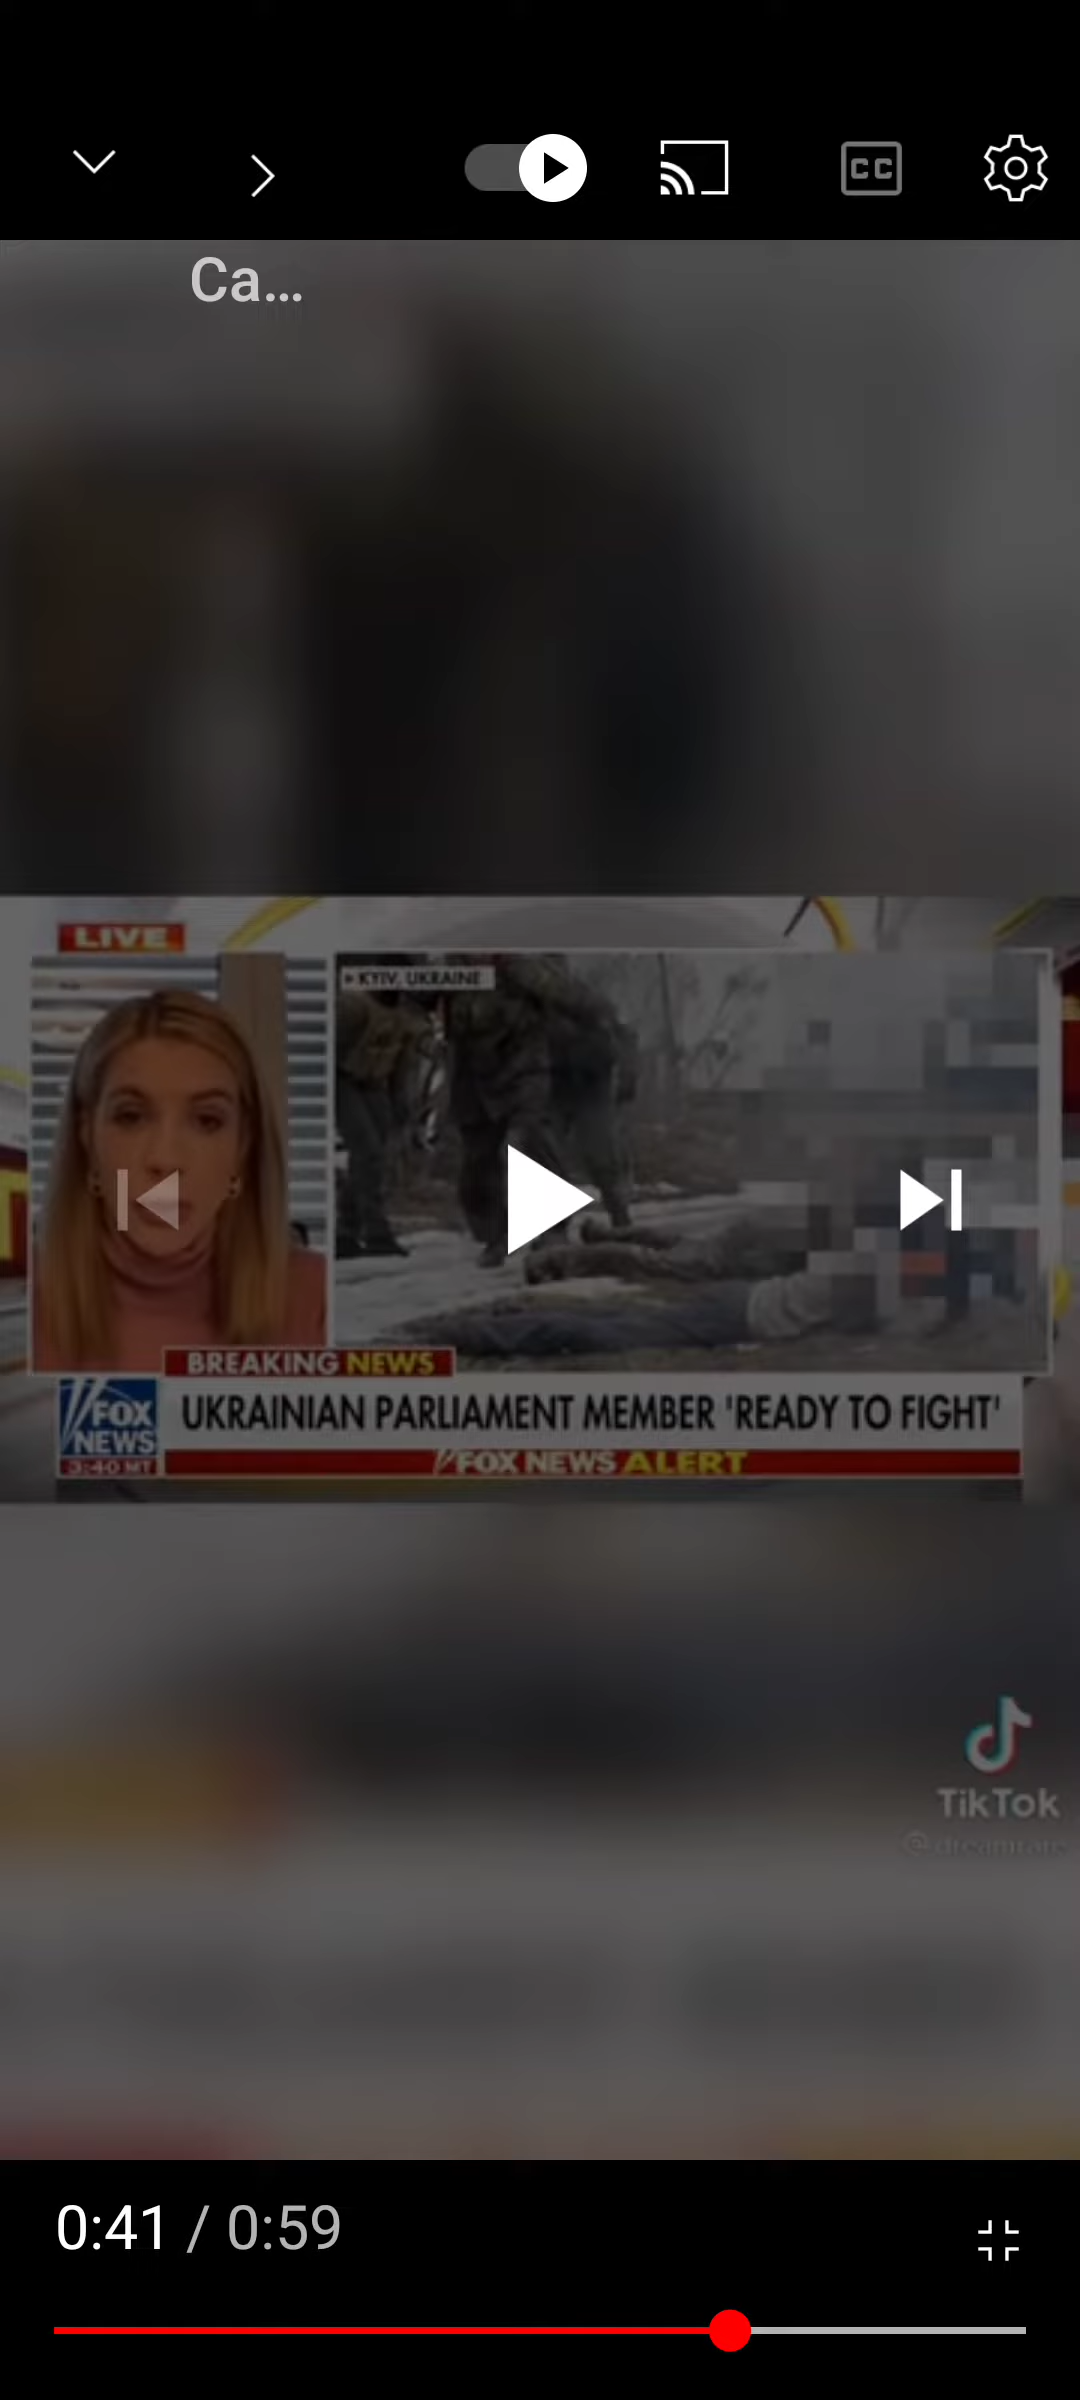 CC
Ca...
LIVE
KYIV, UKRAINE
BREAKING NEWS
FOX
NEWS
3:40 MT
UKRAINIAN PARLIAMENT MEMBER 'READY TO FIGHT'
FOX NEWS ALERT
TikTok
0:41 / 0:59